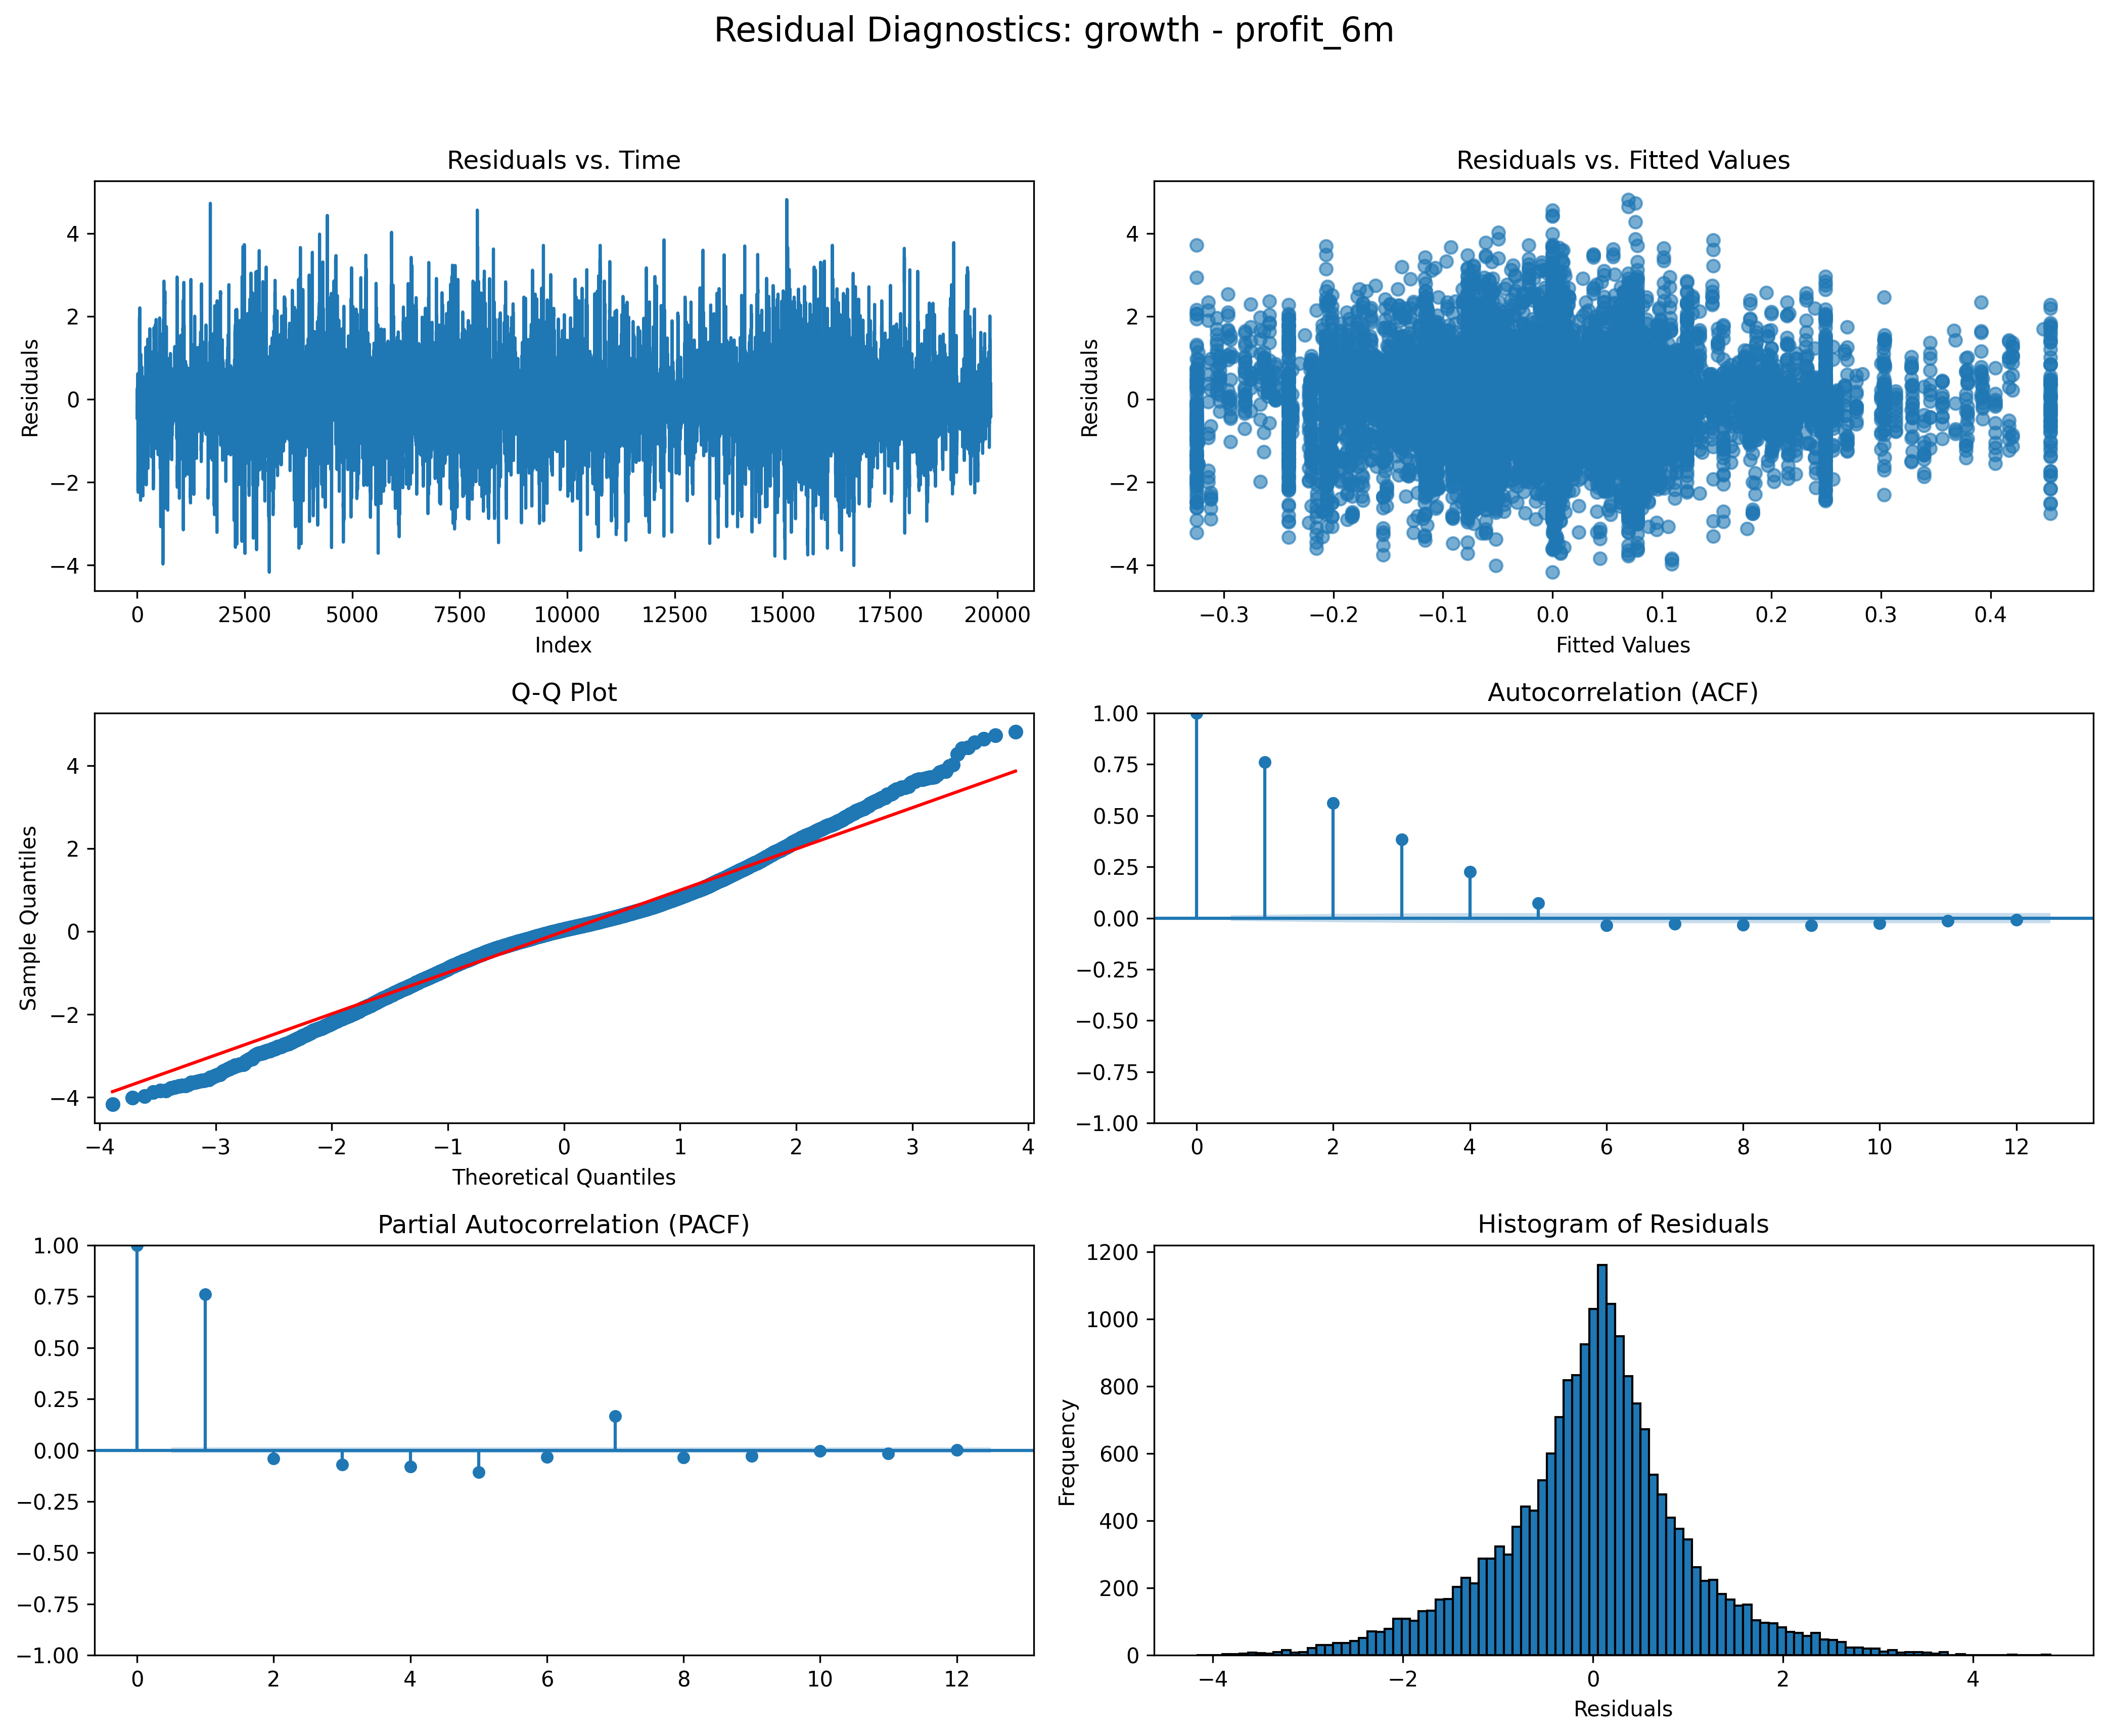 Residual Diagnostics: growth - profit_6m
Residuals vs. Time
Residuals
4
2
0
−2
−4
0 2500 5000 7500 10000 12500 15000 17500 20000
Index
Residuals vs. Fitted Values
Residuals
4
2
0
−2
−4
−0.3 −0.2 −0.1 0.0 0.1 0.2 0.3 0.4
Fitted Values
Q-Q Plot
Sample Quantiles
4
2
0
−2
−4
−4 −3 −2 −1 0 1 2 3 4
Theoretical Quantiles
Autocorrelation (ACF)
1.00
0.75
0.50
0.25
0.00
−0.25
−0.50
−0.75
−1.00
0 2 4 6 8 10 12
Partial Autocorrelation (PACF)
1.00
0.75
0.50
0.25
0.00
−0.25
−0.50
−0.75
−1.00
0 2 4 6 8 10 12
Histogram of Residuals
Frequency
1200
1000
800
600
400
200
0
−4 −2 0 2 4
Residuals